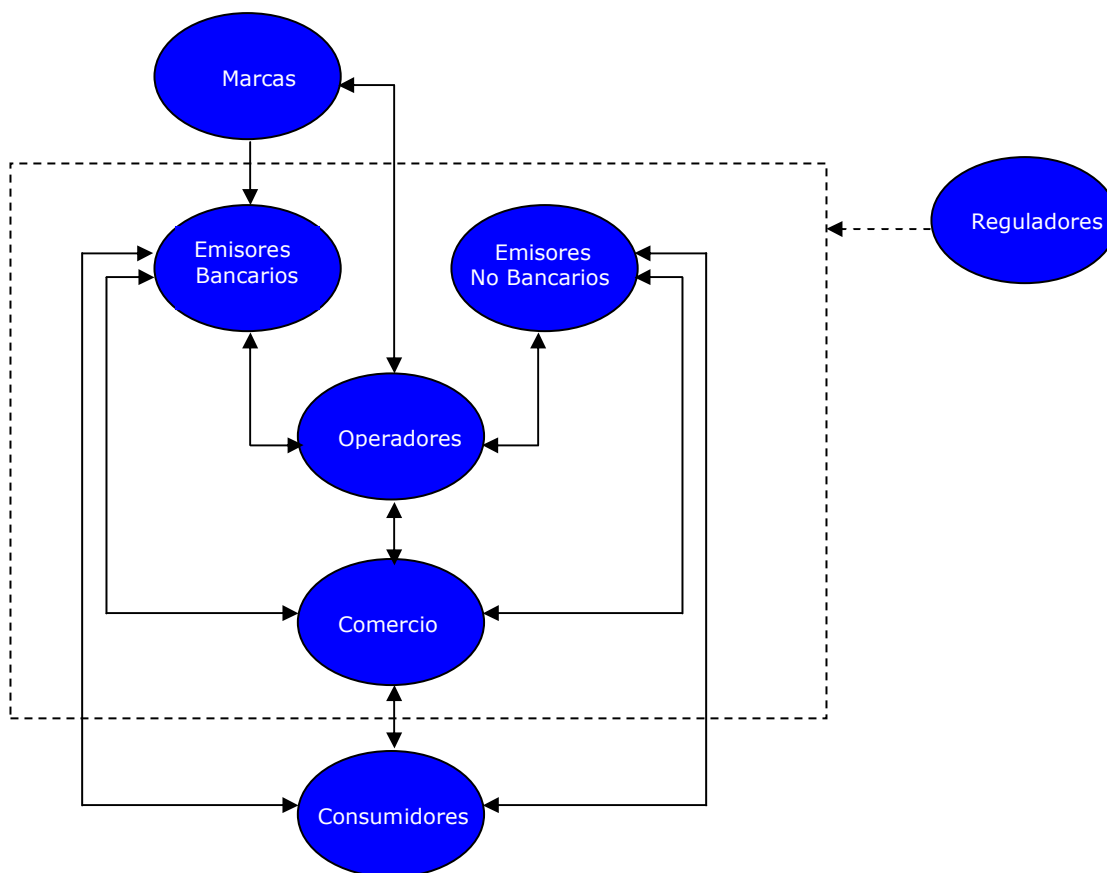 Marcas
Emisores
Bancarios
Emisores
No Bancarios
Reguladores
Operadores
Comercio
Consumidores